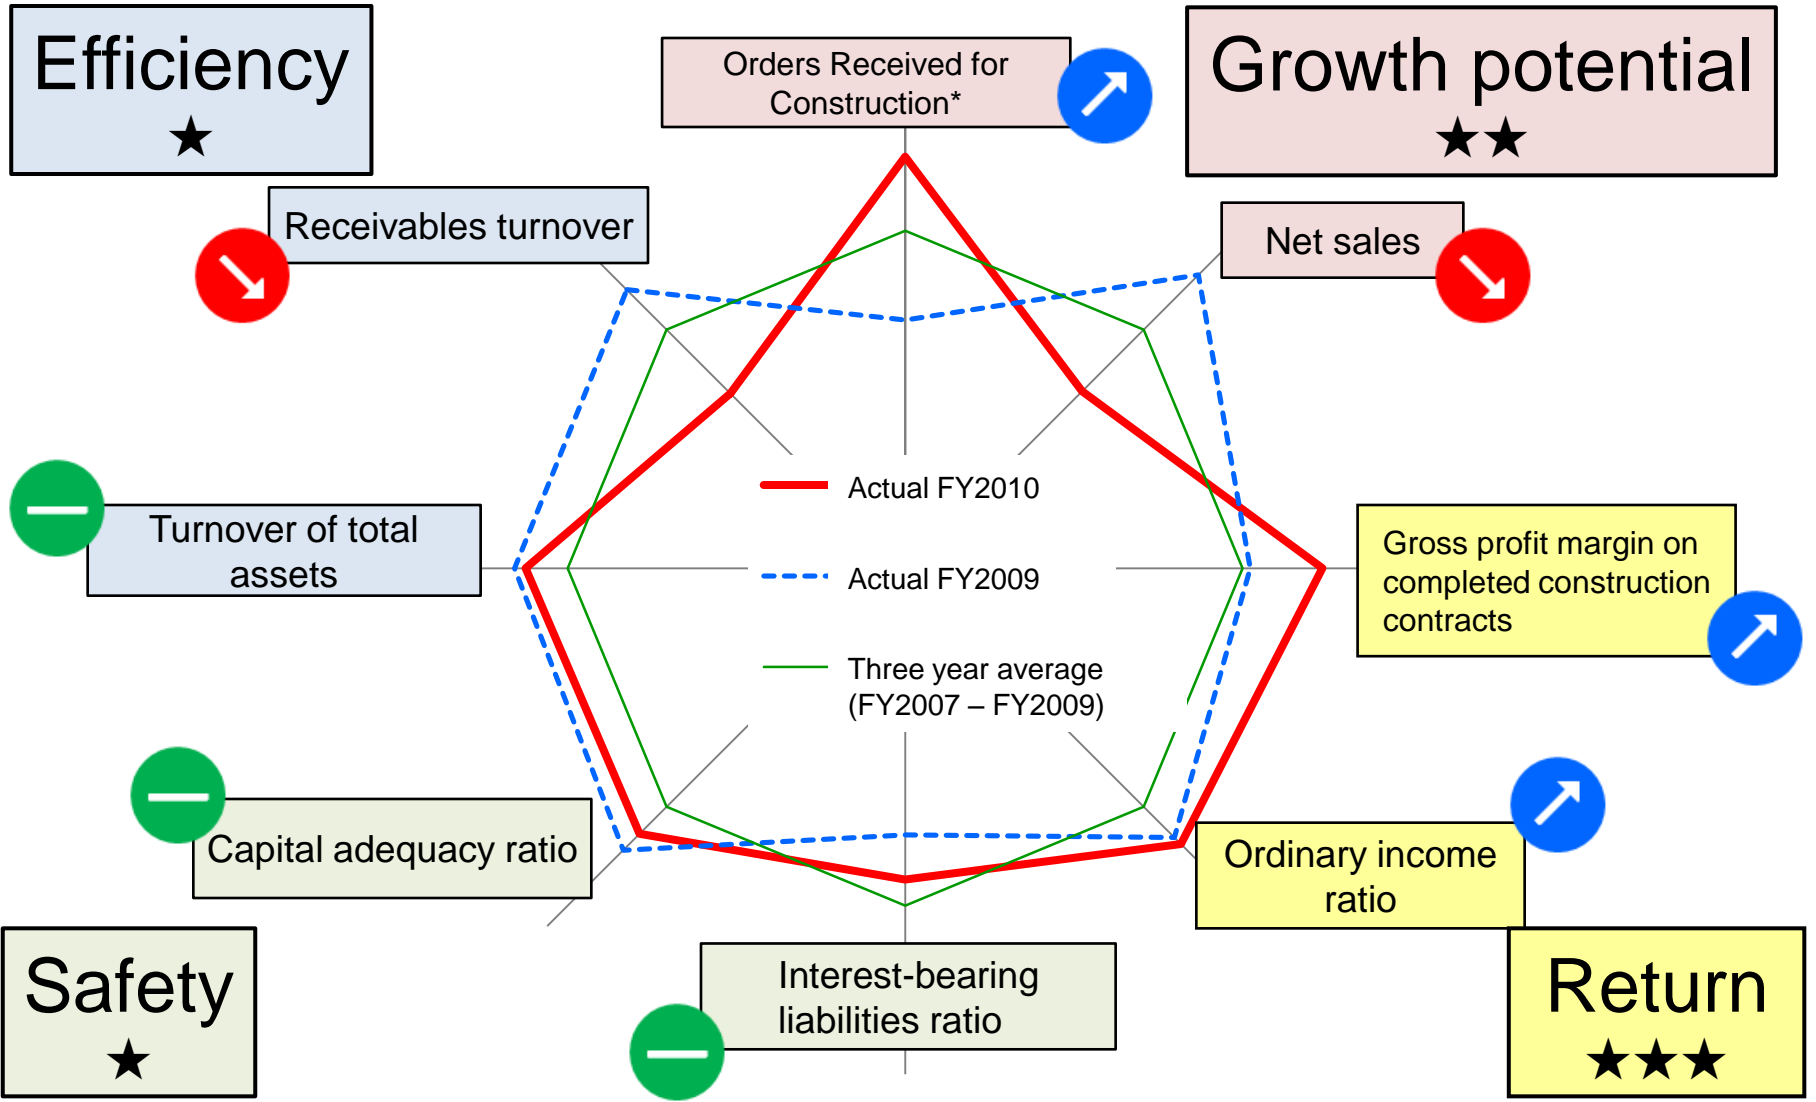 Efficiency
★
Orders Received for
Construction*
Growth potential
★★
Receivables turnover
Net sales
Actual FY2010
Turnover of total
assets
Actual FY2009
Gross profit margin on
completed construction
contracts
Three year average
(FY2007 – FY2009)
Capital adequacy ratio
Ordinary income
ratio
Safety
★
Interest-bearing
liabilities ratio
Return
★★★